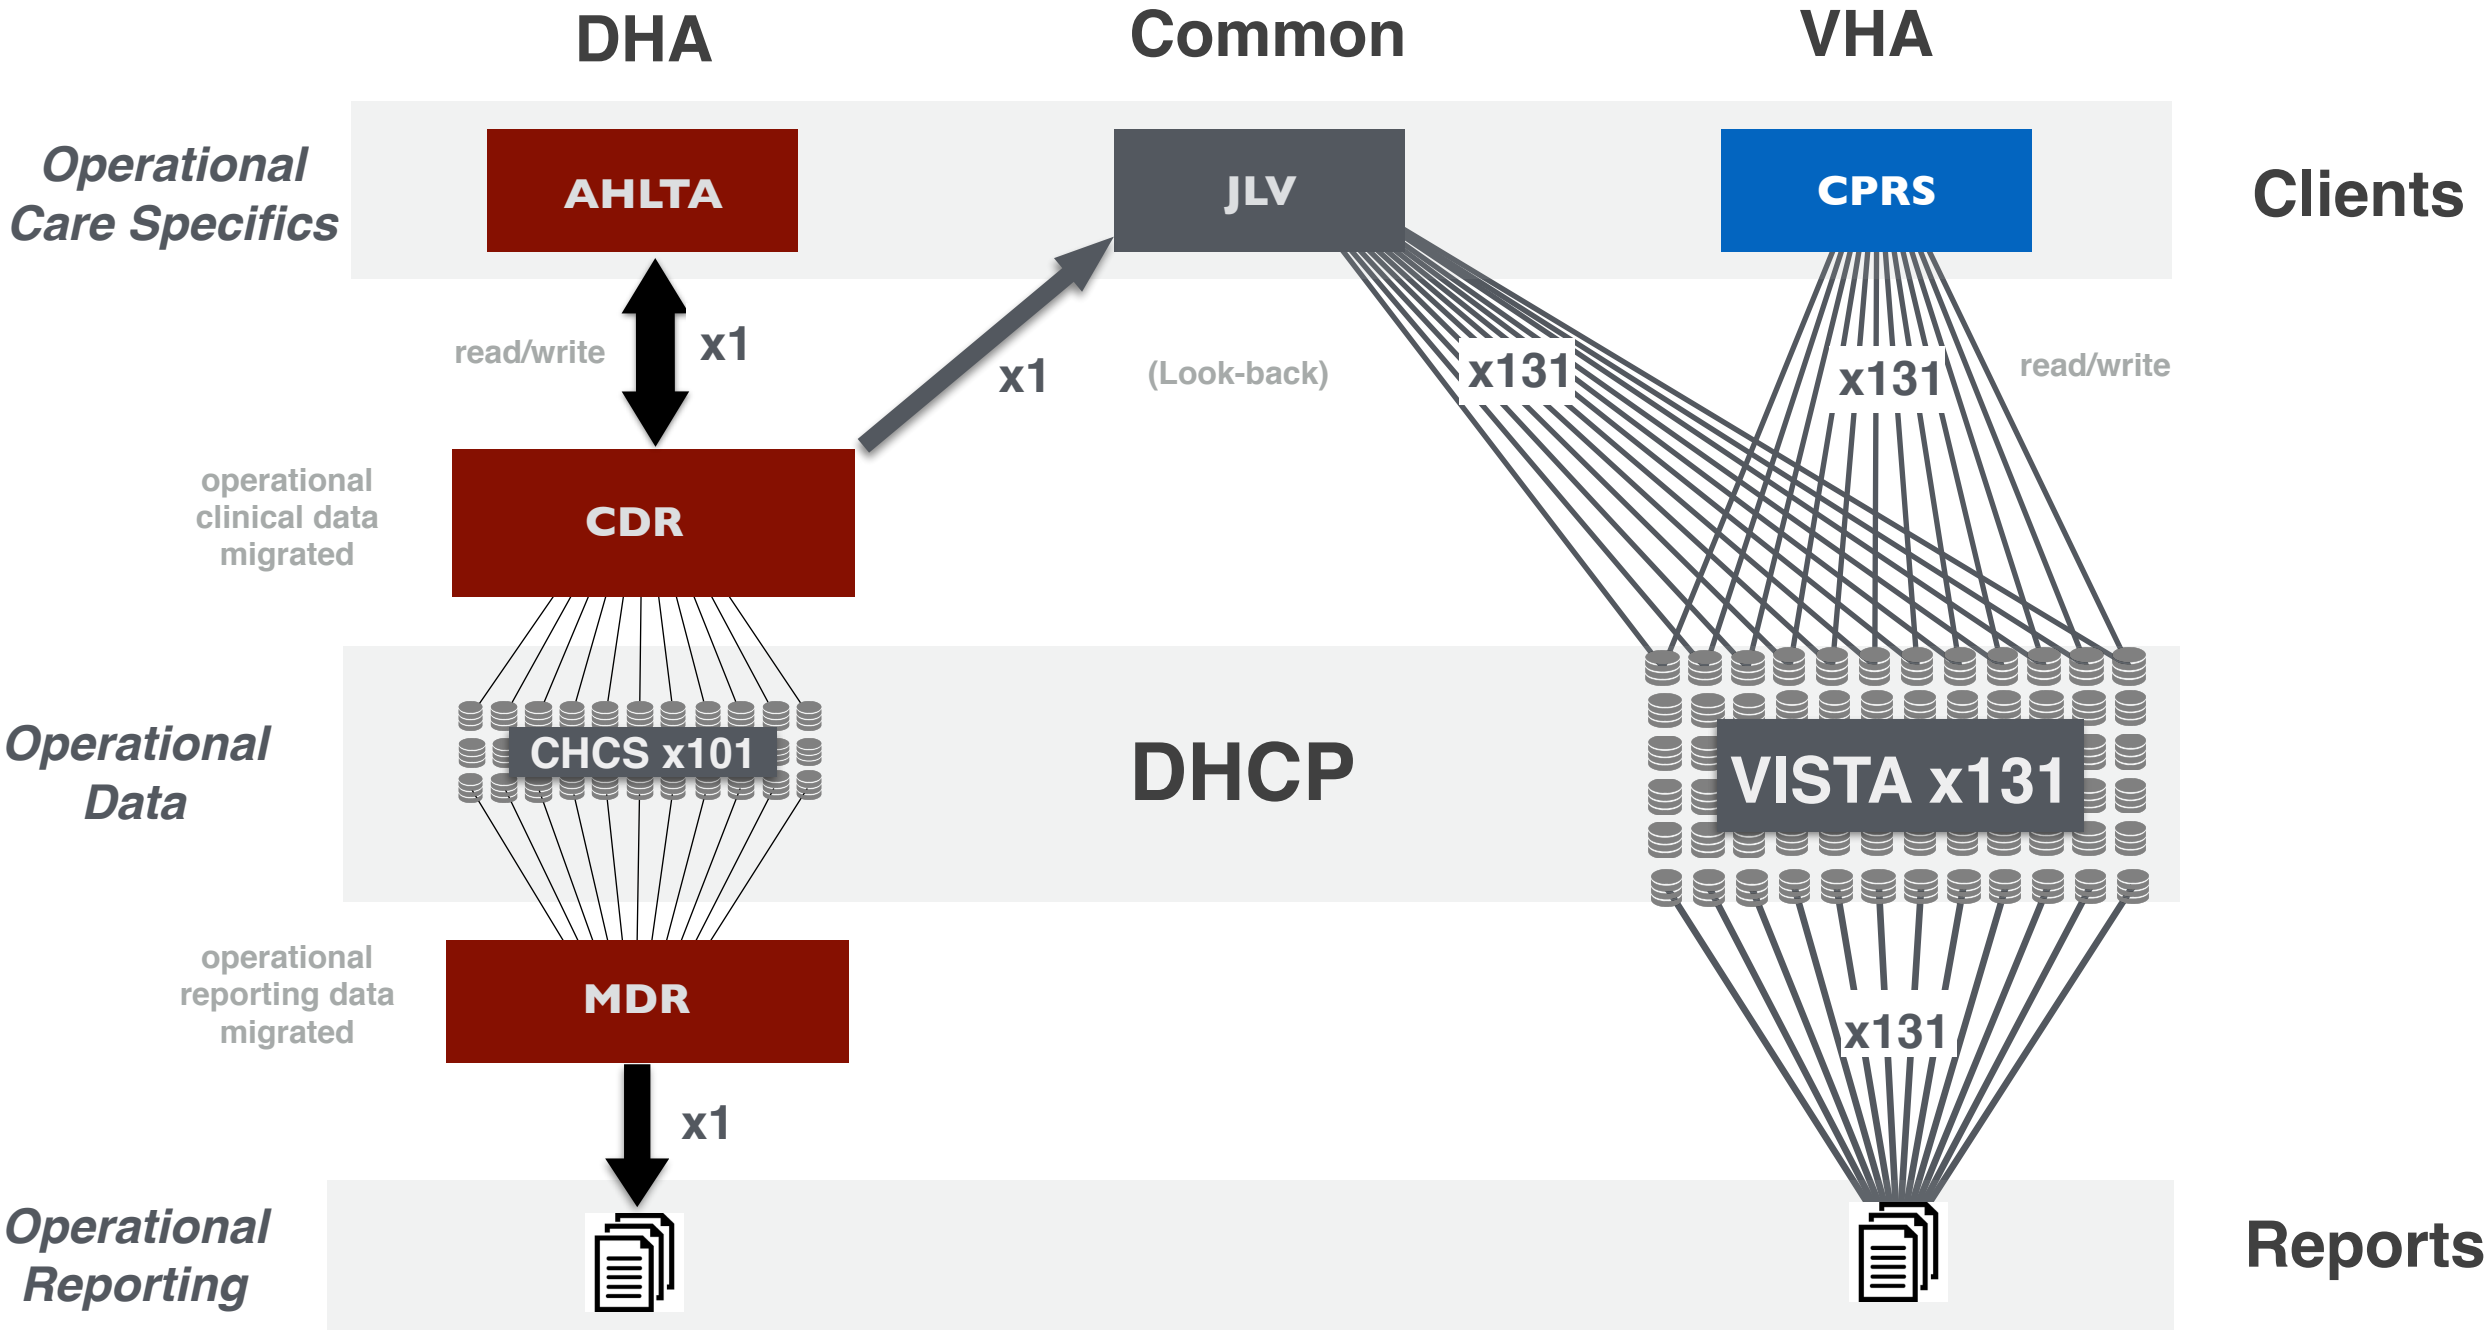 DHA
Common
VHA
Operational
Care Specifics
AHLTA
JLV
CPRS
Clients
read/write
x1
x1
(Look-back)
x131
x131
read/write
operational
clinical data
migrated
CDR
Operational
Data
CHCS x101
DHCP
VISTA x131
operational
reporting data
migrated
MDR
x131
x1
Operational
Reporting
Reports